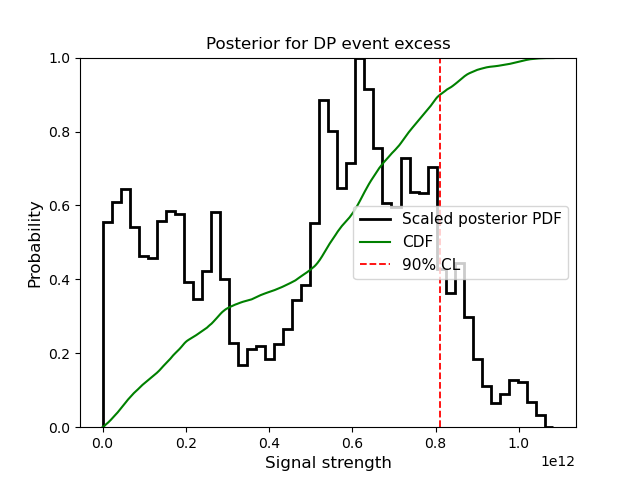 Posterior for DP event excess
1.0
0.8
0.6
0.4
0.2
0.0
Probability
Scaled posterior PDF
CDF
90% CL
0.0 0.2 0.4 0.6 0.8 1.0
1e12
Signal strength